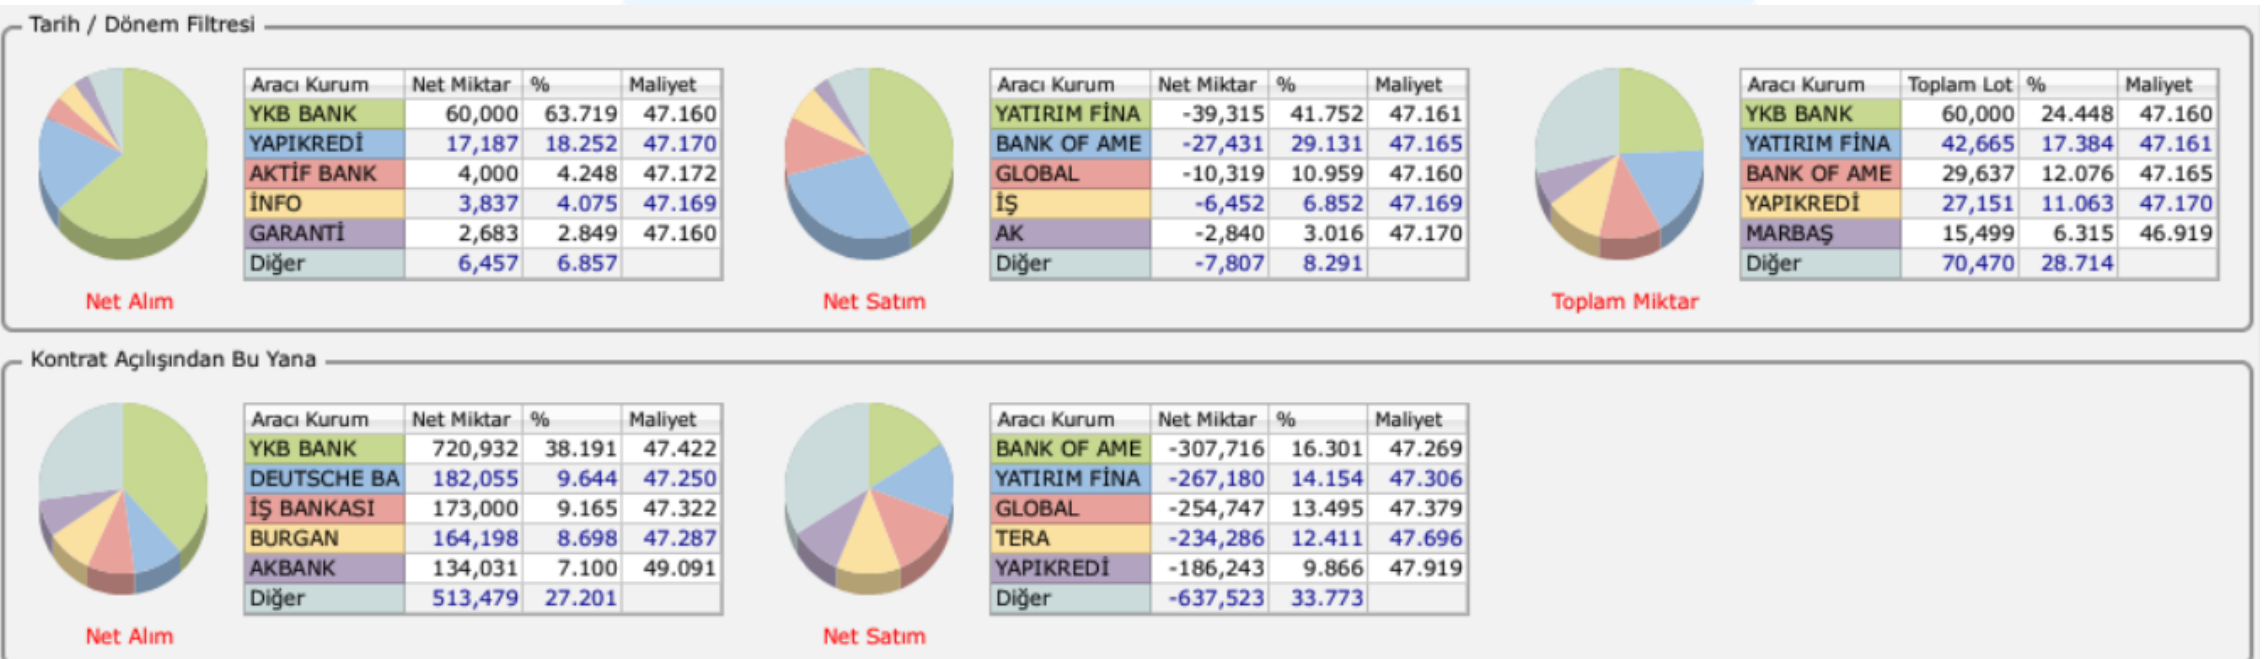 Tarih / Dönem Filtresi
Aracı Kurum Net Miktar % Maliyet
YKB BANK 60,000 63.719 47.160
YAPIKREDİ 17,187 18.252 47.170
AKTİF BANK 4,000 4.248 47.172
İNFO 3,837 4.075 47.169
GARANTİ 2,683 2.849 47.160
Diğer 6,457 6.857
Net Alım
Aracı Kurum Net Miktar % Maliyet
YATIRIM FİNA -39,315 41.752 47.161
BANK OF AME -27,431 29.131 47.165
GLOBAL -10,319 10.959 47.160
İŞ -6,452 6.852 47.169
AK -2,840 3.016 47.170
Diğer -7,807 8.291
Net Satım
Aracı Kurum Toplam Lot % Maliyet
YKB BANK 60,000 24.448 47.160
YATIRIM FİNA 42,665 17.384 47.161
BANK OF AME 29,637 12.076 47.165
YAPIKREDİ 27,151 11.063 47.170
MARBAŞ 15,499 6.315 46.919
Diğer 70,470 28.714
Toplam Miktar
Kontrat Açılışından Bu Yana
Aracı Kurum Net Miktar % Maliyet
YKB BANK 720,932 38.191 47.422
DEUTSCHE BA 182,055 9.644 47.250
İŞ BANKASI 173,000 9.165 47.322
BURGAN 164,198 8.698 47.287
AKBANK 134,031 7.100 49.091
Diğer 513,479 27.201
Net Alım
Aracı Kurum Net Miktar % Maliyet
BANK OF AME -307,716 16.301 47.269
YATIRIM FİNA -267,180 14.154 47.306
GLOBAL -254,747 13.495 47.379
TERA -234,286 12.411 47.696
YAPIKREDİ -186,243 9.866 47.919
Diğer -637,523 33.773
Net Satım